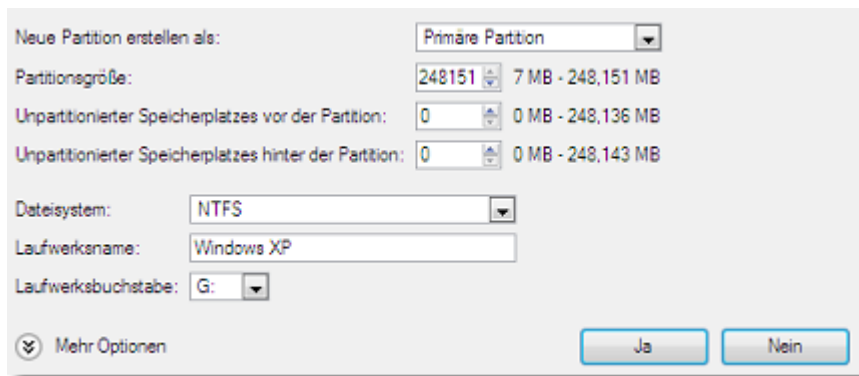 Neue Partition erstellen als: Primäre Partition
Partitionsgröße: 248151 7 MB - 248,151 MB
Unpartitionierter Speicherplatzes vor der Partition: 0 0 MB - 248,136 MB
Unpartitionierter Speicherplatzes hinter der Partition: 0 0 MB - 248,143 MB
Dateisystem: NTFS
Laufwerksname: Windows XP
Laufwerksbuchstabe: G:
Mehr Optionen Ja Nein